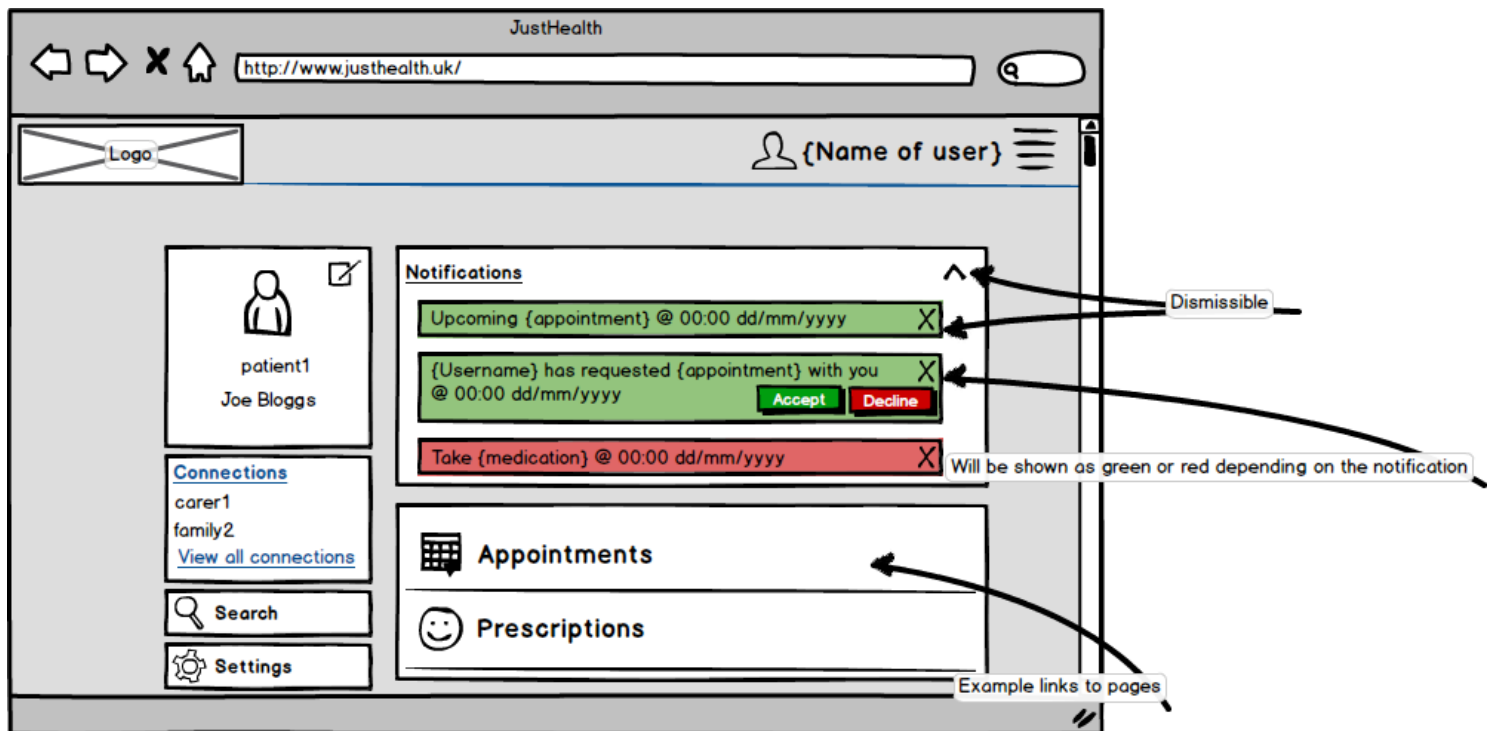 JustHealth
http://www.justhealth.uk/
Logo
{Name of user}
patient1
Joe Bloggs
Connections
carer1
family2
View all connections
Search
Settings
Notifications
Upcoming {appointment} @ 00:00 dd/mm/yyyy
X
{Username} has requested {appointment} with you
@ 00:00 dd/mm/yyyy
X
Accept
Decline
Take {medication} @ 00:00 dd/mm/yyyy
X
Appointments
Prescriptions
Dismissible
Will be shown as green or red depending on the notification
Example links to pages